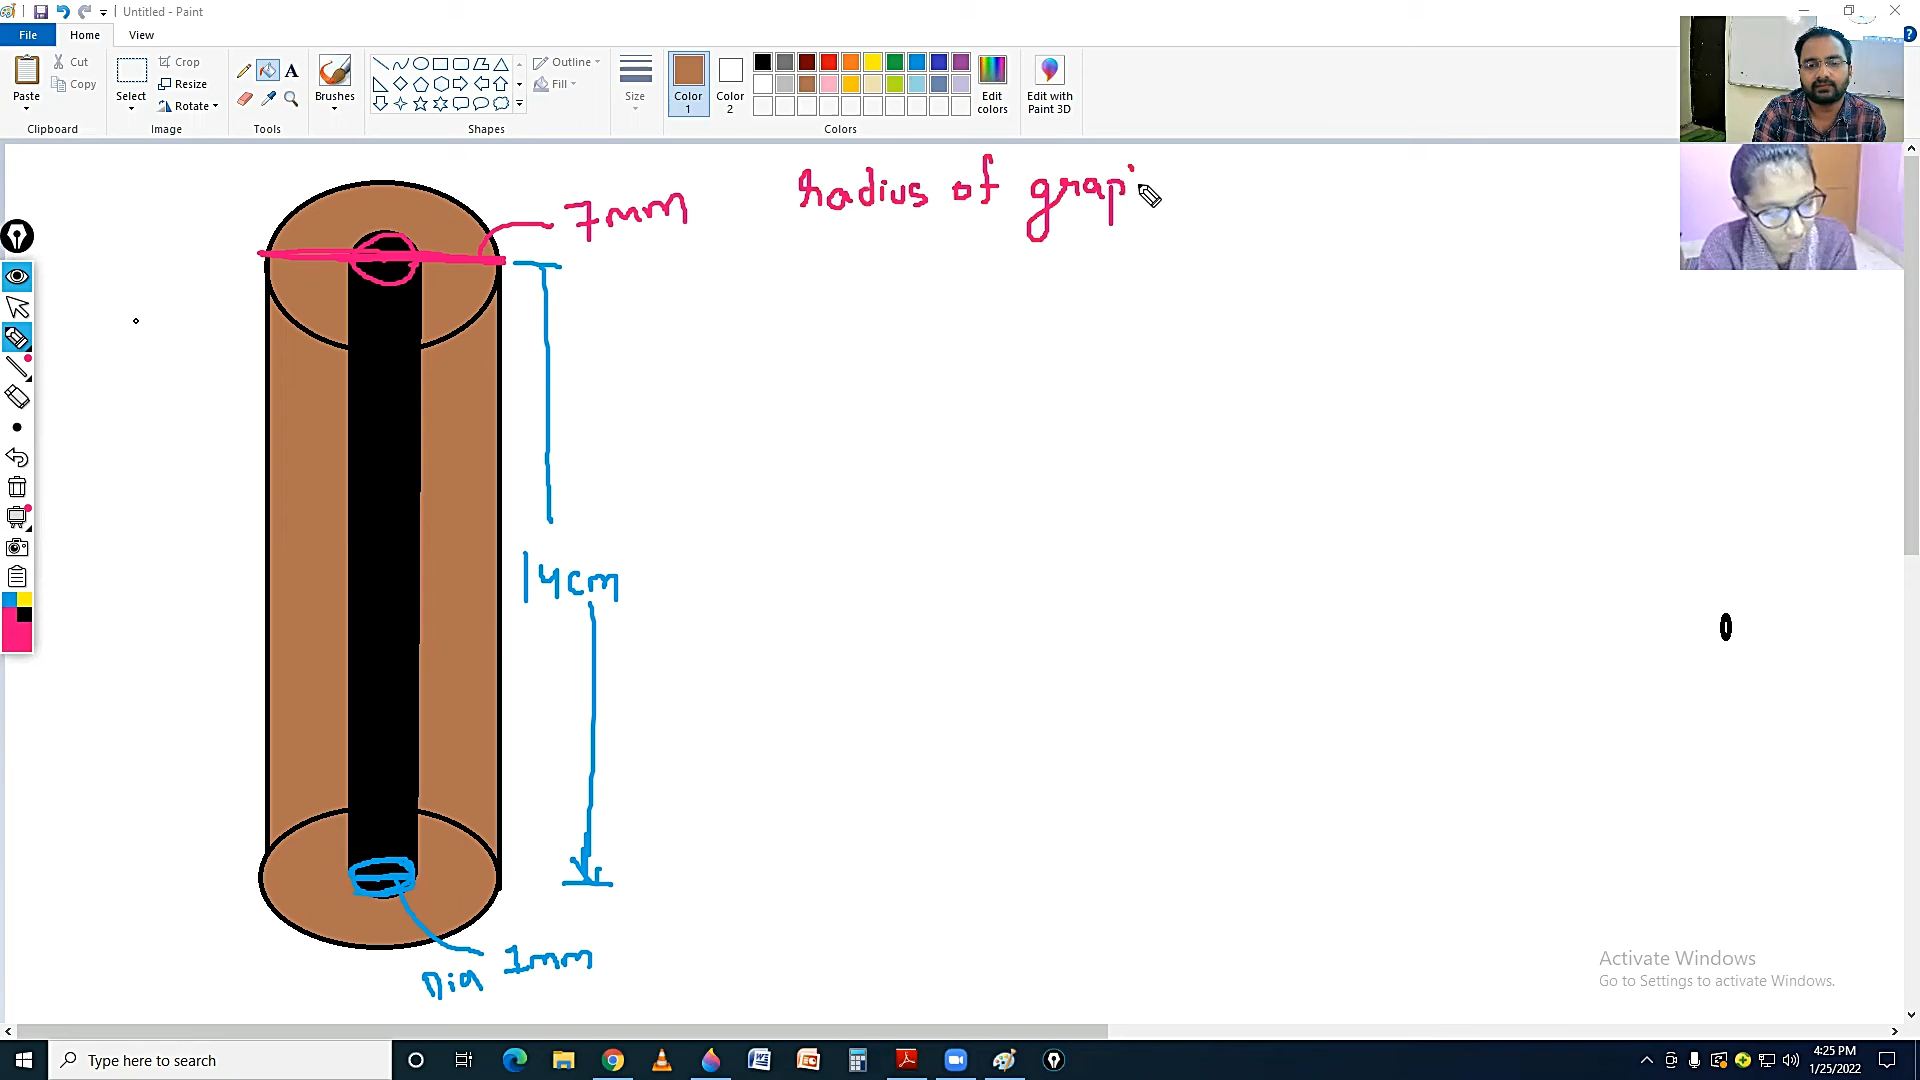 Untitled - Paint
File
Home
View
Paste
Cut
Copy
Clipboard
Select
Crop
Resize
Rotate
Image
A
Tools
Brushes
Outline
Fill
Shapes
Size
Color 1
Color 2
Edit colors
Colors
Edit with Paint 3D
radius of grapi
7mm
14cm
Dia 1mm
Activate Windows
Go to Settings to activate Windows.
Type here to search
4:25 PM
1/25/2022